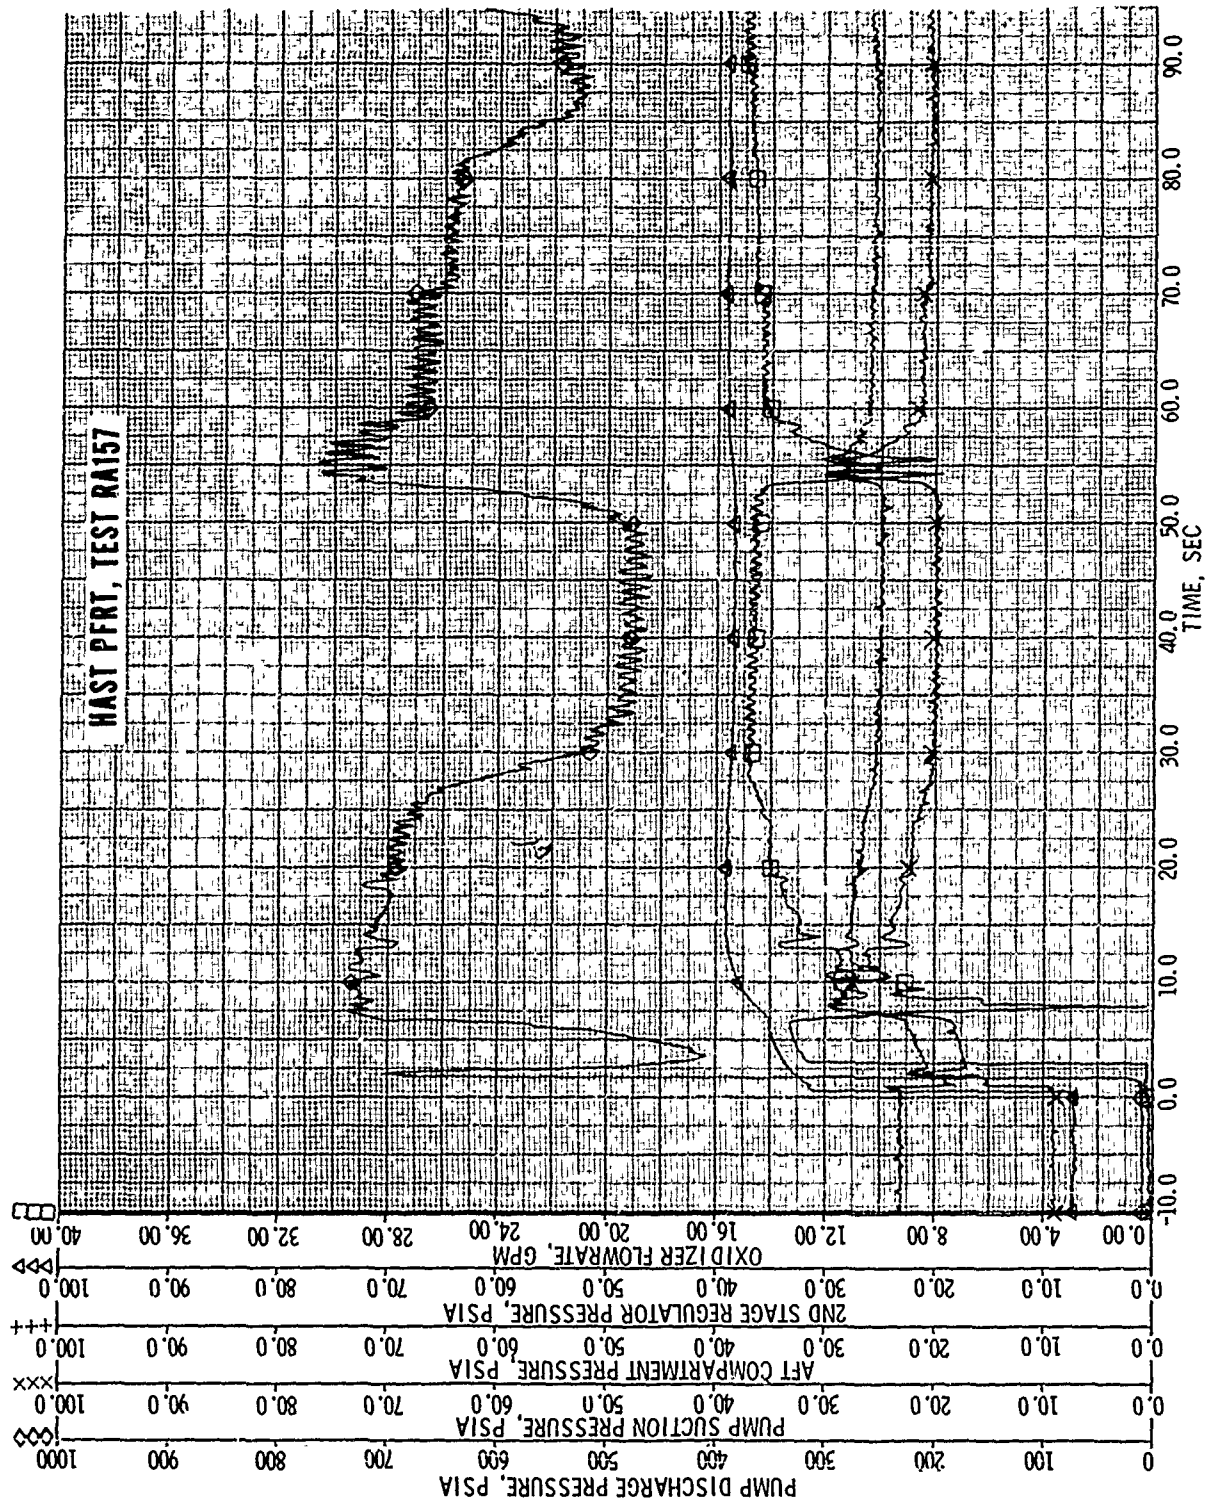 HAST PFRT, TEST RA157
PUMP DISCHARGE PRESSURE, PSIA
0 100 200 300 400 500 600 700 800 900 1000
PUMP SUCTION PRESSURE, PSIA
0.0 10.0 20.0 30.0 40.0 50.0 60.0 70.0 80.0 90.0 100.0
XXX
AFT COMPARTMENT PRESSURE, PSIA
0.0 10.0 20.0 30.0 40.0 50.0 60.0 70.0 80.0 90.0 100.0
+++
2ND STAGE REGULATOR PRESSURE, PSIA
0.0 10.0 20.0 30.0 40.0 50.0 60.0 70.0 80.0 90.0 100.0
OXIDIZER FLOWRATE, GPM
0.00 4.00 8.00 12.00 16.00 20.00 24.00 28.00 32.00 36.00 40.00
-10.0 0.0 10.0 20.0 30.0 40.0 50.0 60.0 70.0 80.0 90.0
TIME, SEC